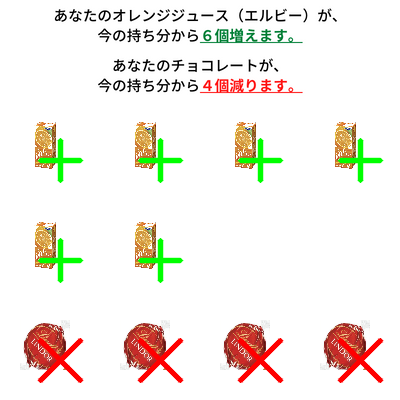 あなたのオレンジジュース（エルビー）が、
今の持ち分から６個増えます。
あなたのチョコレートが、
今の持ち分から４個減ります。
LINDOR
LINDOR
LINDOR
LINDOR